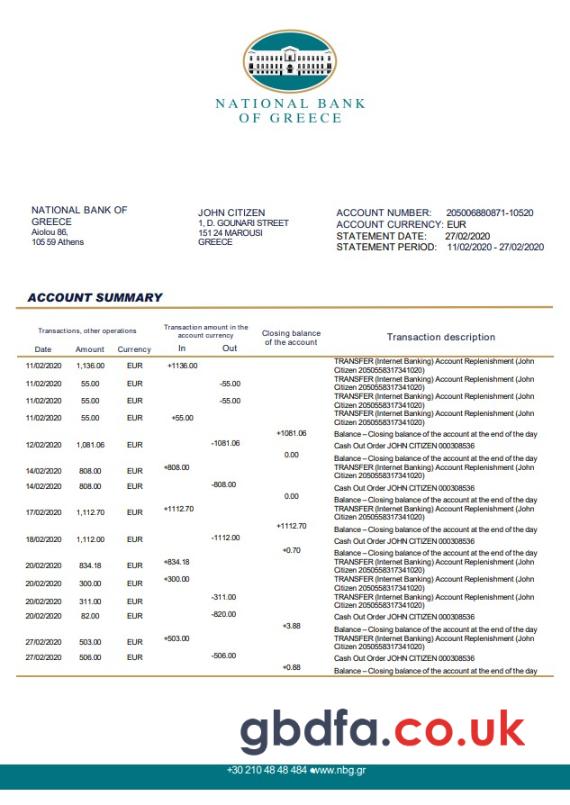 NATIONAL BANK
OF GREECE
NATIONAL BANK OF
GREECE
Aiolou 86,
105 59 Athens
JOHN CITIZEN
1, D. GOUNARI STREET
151 24 MAROUSI
GREECE
ACCOUNT NUMBER: 205006880871-10520
ACCOUNT CURRENCY: EUR
STATEMENT DATE: 27/02/2020
STATEMENT PERIOD: 11/02/2020 - 27/02/2020
ACCOUNT SUMMARY
Transactions, other operations
Transaction amount in the
account currency
Closing balance
of the account
Transaction description
Date Amount Currency In Out
11/02/2020 1,136.00 EUR +1136.00 TRANSFER (Internet Banking) Account Replenishment (John
Citizen 2050558317341020)
11/02/2020 55.00 EUR -55.00 TRANSFER (Internet Banking) Account Replenishment (John
Citizen 2050558317341020)
11/02/2020 55.00 EUR -55.00 TRANSFER (Internet Banking) Account Replenishment (John
Citizen 2050558317341020)
11/02/2020 55.00 EUR +55.00 TRANSFER (Internet Banking) Account Replenishment (John
Citizen 2050558317341020)
+1081.06 Balance – Closing balance of the account at the end of the day
12/02/2020 1,081.06 EUR -1081.06 Cash Out Order JOHN CITIZEN 000308536
0.00 Balance – Closing balance of the account at the end of the day
14/02/2020 808.00 EUR +808.00 TRANSFER (Internet Banking) Account Replenishment (John
Citizen 2050558317341020)
14/02/2020 808.00 EUR -808.00 Cash Out Order JOHN CITIZEN 000308536
0.00 Balance – Closing balance of the account at the end of the day
17/02/2020 1,112.70 EUR +1112.70 TRANSFER (Internet Banking) Account Replenishment (John
Citizen 2050558317341020)
+1112.70 Balance – Closing balance of the account at the end of the day
18/02/2020 1,112.00 EUR -1112.00 Cash Out Order JOHN CITIZEN 000308536
+0.70 Balance – Closing balance of the account at the end of the day
20/02/2020 834.18 EUR +834.18 TRANSFER (Internet Banking) Account Replenishment (John
Citizen 2050558317341020)
20/02/2020 300.00 EUR +300.00 TRANSFER (Internet Banking) Account Replenishment (John
Citizen 2050558317341020)
20/02/2020 311.00 EUR -311.00 TRANSFER (Internet Banking) Account Replenishment (John
Citizen 2050558317341020)
20/02/2020 82.00 EUR -820.00 Cash Out Order JOHN CITIZEN 000308536
+3.88 Balance – Closing balance of the account at the end of the day
27/02/2020 503.00 EUR +503.00 TRANSFER (Internet Banking) Account Replenishment (John
Citizen 2050558317341020)
27/02/2020 506.00 EUR -506.00 Cash Out Order JOHN CITIZEN 000308536
+0.88 Balance – Closing balance of the account at the end of the day
gbdfa.co.uk
+30 210 48 48 484 •www.nbg.gr